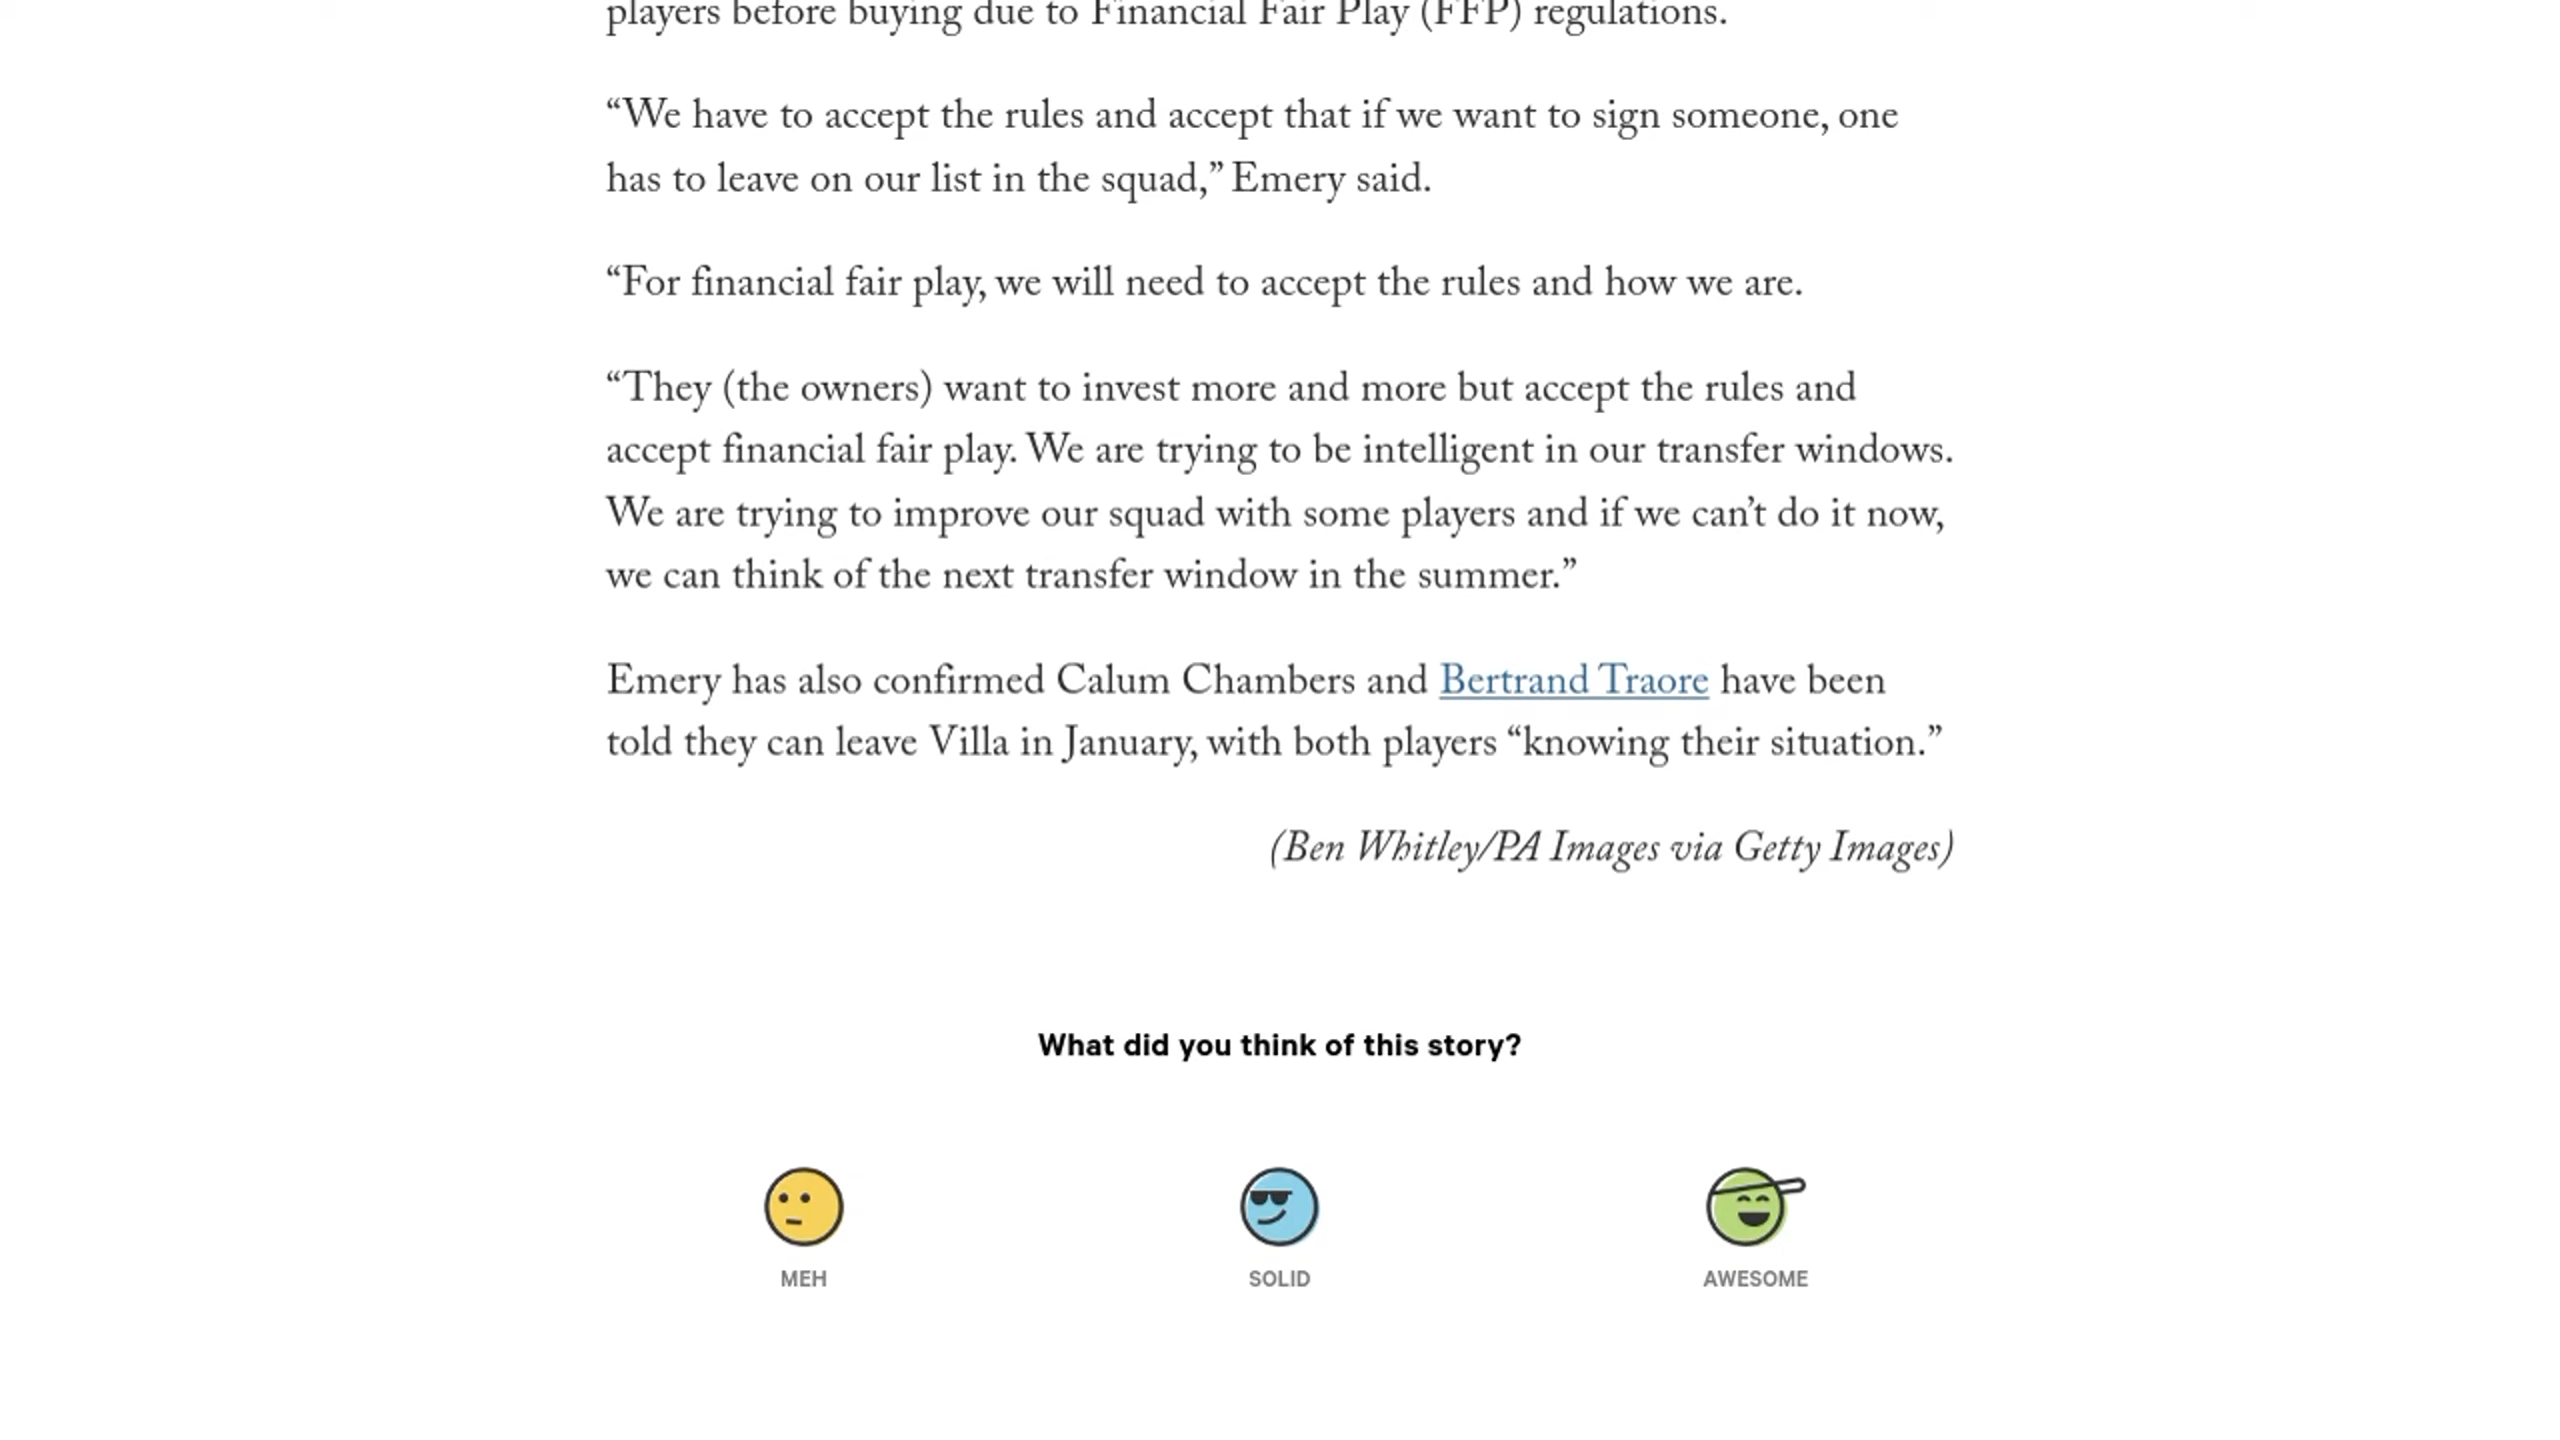 players before buying due to Financial Fair Play (FFP) regulations.
“We have to accept the rules and accept that if we want to sign someone, one
has to leave on our list in the squad,” Emery said.
“For financial fair play, we will need to accept the rules and how we are.
“They (the owners) want to invest more and more but accept the rules and
accept financial fair play. We are trying to be intelligent in our transfer windows.
We are trying to improve our squad with some players and if we can’t do it now,
we can think of the next transfer window in the summer.”
Emery has also confirmed Calum Chambers and Bertrand Traore have been
told they can leave Villa in January, with both players “knowing their situation.”
(Ben Whitley/PA Images via Getty Images)
What did you think of this story?
MEH
SOLID
AWESOME